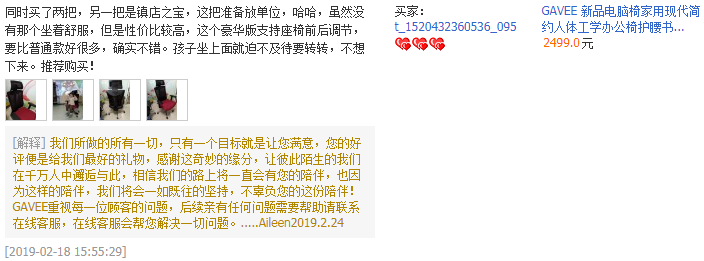 同时买了两把，另一把是镇店之宝，这把准备放单位，哈哈，虽然没
有那个坐着舒服，但是性价比较高，这个豪华版支持座椅前后调节，
要比普通款好很多，确实不错。孩子坐上面就迫不及待要转转，不想
下来。推荐购买！
[解释] 我们所做的所有一切，只有一个目标就是让您满意，您的好
评便是给我们最好的礼物，感谢这奇妙的缘分，让彼此陌生的我们
在千万人中邂逅与此，相信我们的路上将一直会有您的陪伴，也因
为这样的陪伴，我们将会一如既往的坚持，不辜负您的这份陪伴！
GAVEE重视每一位顾客的问题，后续亲有任何问题需要帮助请联系
在线客服，在线客服会帮您解决一切问题。.....Aileen2019.2.24
[2019-02-18 15:55:29]
买家：
t_1520432360536_095
GAVEE 新品电脑椅家用现代简
约人体工学办公椅护腰书...
2499.0元